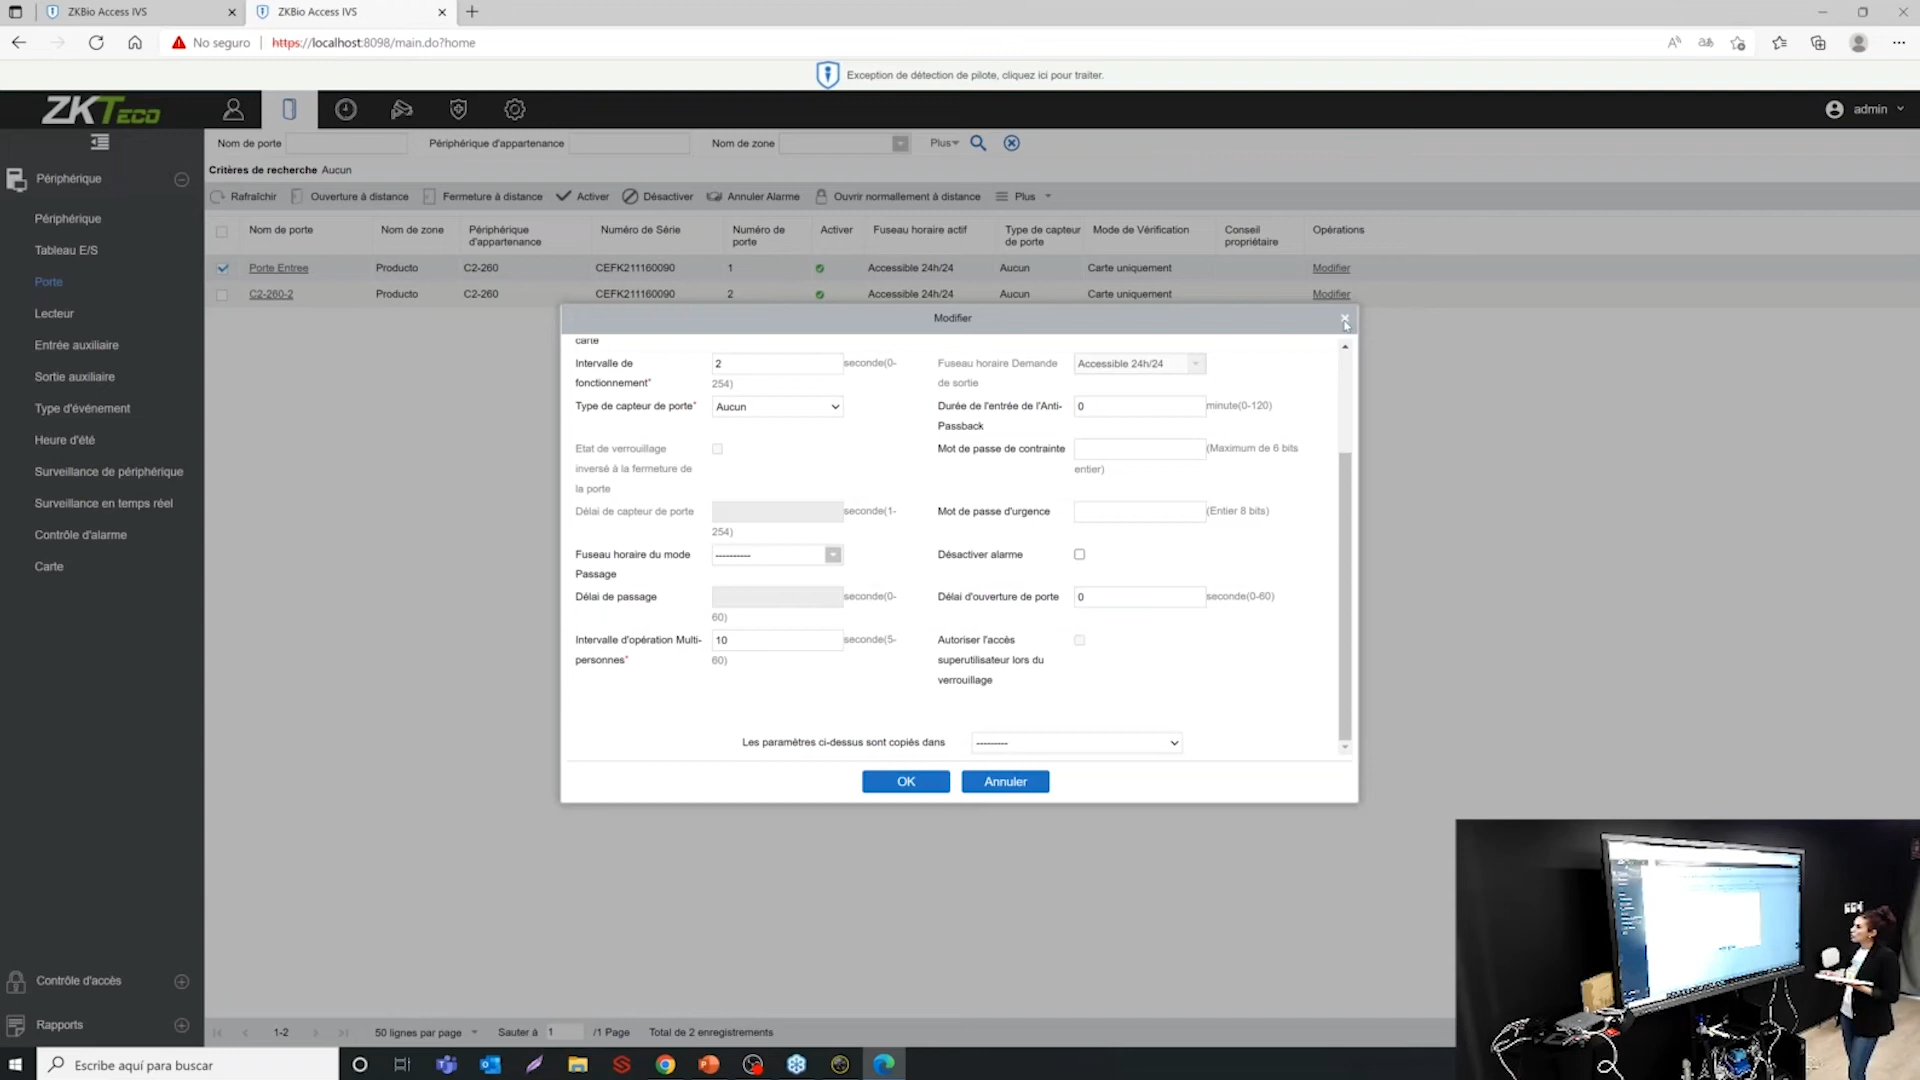 ZKBio Access IVS
ZKBio Access IVS
No seguro
https://localhost:8098/main.do?home
Exception de détection de pilote, cliquez ici pour traiter.
ZKTECO
admin
Nom de porte
Périphérique d'appartenance
Nom de zone
Plus
Critères de recherche Aucun
Rafraîchir
Ouverture à distance
Fermeture à distance
Activer
Désactiver
Annuler Alarme
Ouvrir normalement à distance
Plus
Périphérique
Périphérique
Tableau E/S
Porte
Lecteur
Entrée auxiliaire
Sortie auxiliaire
Type d'événement
Heure d'été
Surveillance de périphérique
Surveillance en temps réel
Contrôle d'alarme
Carte
Contrôle d'accès
Rapports
Nom de porte
Nom de zone
Périphérique
d'appartenance
Numéro de Série
Numéro de
porte
Activer
Fuseau horaire actif
Type de capteur
de porte
Mode de Vérification
Conseil
propriétaire
Opérations
Porte Entree
Producto
C2-260
CEFK211160090
1
Accessible 24h/24
Aucun
Carte uniquement
Modifier
C2-260-2
Producto
C2-260
CEFK211160090
2
Accessible 24h/24
Aucun
Carte uniquement
Modifier
Modifier
carte
Intervalle de
fonctionnement*
2
seconde(0-
254)
Fuseau horaire Demande
de sortie
Accessible 24h/24
Type de capteur de porte*
Aucun
Durée de l'entrée de l'Anti-
Passback
0
minute(0-120)
Etat de verrouillage
inversé à la fermeture de
la porte
Mot de passe de contrainte
(Maximum de 6 bits
entier)
Délai de capteur de porte
seconde(1-
254)
Mot de passe d'urgence
(Entier 8 bits)
Fuseau horaire du mode
Passage
----------
Désactiver alarme
Délai de passage
seconde(0-
60)
Délai d'ouverture de porte
0
seconde(0-60)
Intervalle d'opération Multi-
personnes*
10
seconde(5-
60)
Autoriser l'accès
superutilisateur lors du
verrouillage
Les paramètres ci-dessus sont copiés dans
---------
OK
Annuler
1-2
50 lignes par page
Sauter à
1
/1 Page
Total de 2 enregistrements
Escribe aquí para buscar